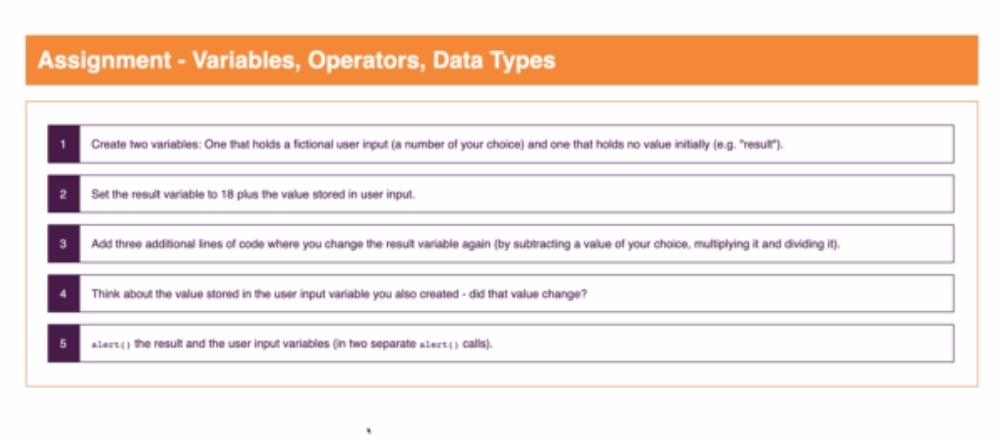 Assignment - Variables, Operators, Data Types
1 Create two variables: One that holds a fictional user input (a number of your choice) and one that holds no value initially (e.g. "result").
2 Set the result variable to 18 plus the value stored in user input.
3 Add three additional lines of code where you change the result variable again (by subtracting a value of your choice, multiplying it and dividing it).
4 Think about the value stored in the user input variable you also created - did that value change?
5 alert() the result and the user input variables (in two separate alert() calls).